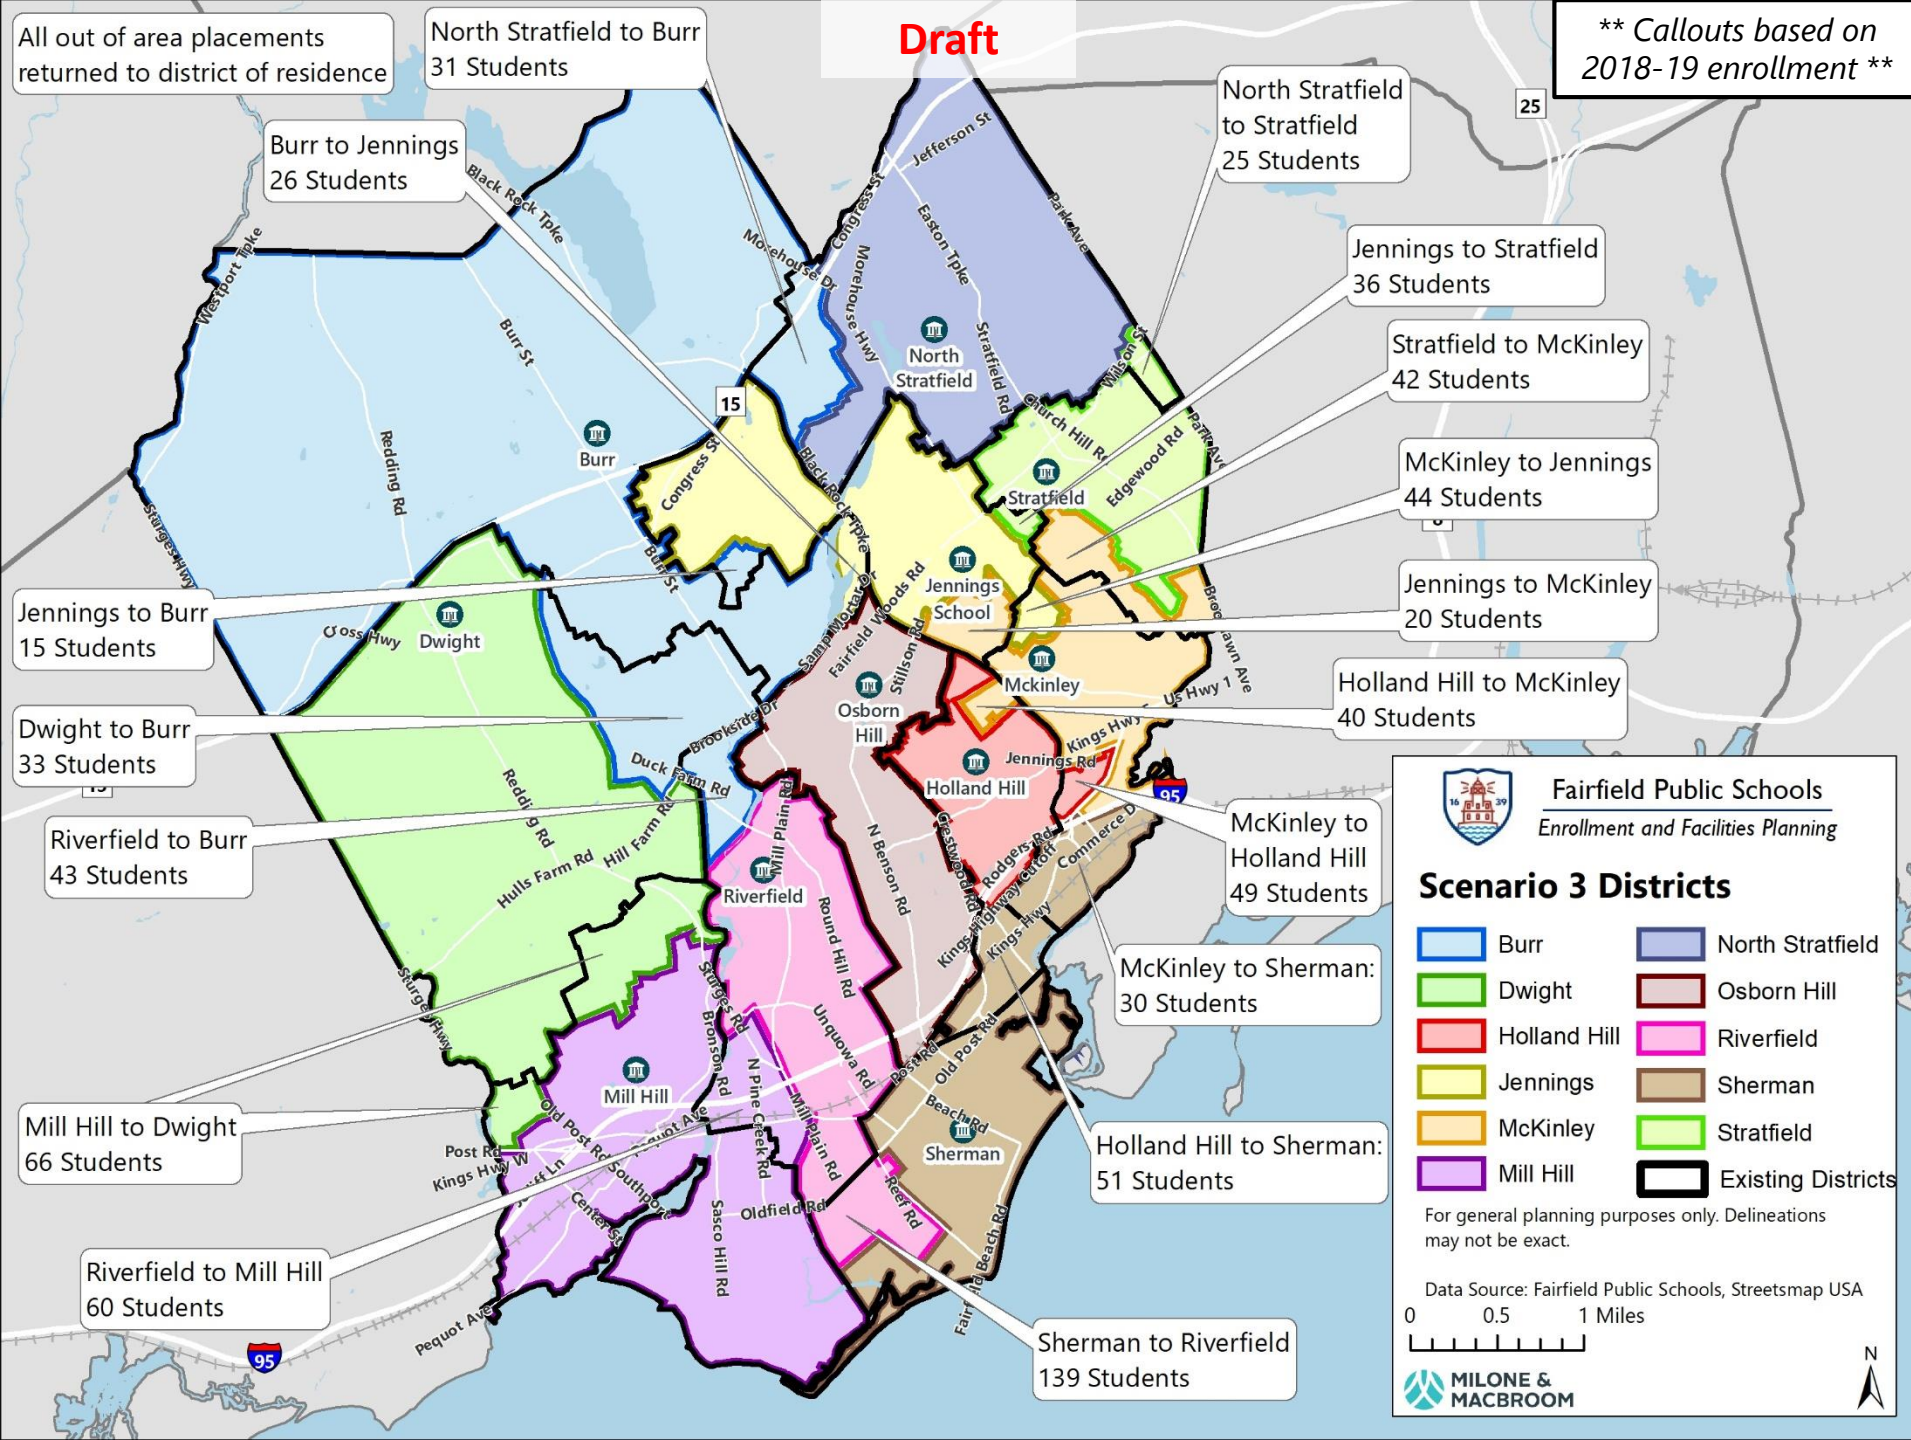 All out of area placements
returned to district of residence
North Stratfield to Burr
31 Students
Draft
** Callouts based on
2018-19 enrollment **
Burr to Jennings
26 Students
North Stratfield
to Stratfield
25 Students
Jennings to Stratfield
36 Students
Stratfield to McKinley
42 Students
McKinley to Jennings
44 Students
Jennings to McKinley
20 Students
Holland Hill to McKinley
40 Students
McKinley to
Holland Hill
49 Students
McKinley to Sherman:
30 Students
Holland Hill to Sherman:
51 Students
Sherman to Riverfield
139 Students
Jennings to Burr
15 Students
Dwight to Burr
33 Students
Riverfield to Burr
43 Students
Mill Hill to Dwight
66 Students
Riverfield to Mill Hill
60 Students
25
15
95
95
Westport Tpke
Black Rock Tpke
Morehouse Dr
Congress St
Jefferson St
Easton Tpke
Morehouse Hwy
Park Ave
Stratfield Rd
Wilson St
Church Hill Rd
Edgewood Rd
Park Ave
Burr St
Redding Rd
Sturges Hwy
Congress St
Black Rock Tpke
Burr St
Samp Mortar Dr
Fairfield Woods Rd
Stillson Rd
Cross Hwy
Brookside Dr
Duck Farm Rd
Hill Farm Rd
Hulls Farm Rd
Redding Rd
Mill Plain Rd
N Benson Rd
Crestwood Rd
Jennings Rd
Kings Hwy
Us Hwy 1
Commerce D
Rodgers Rd
Kings Highway Cutoff
Kings Hwy
Round Hill Rd
Unquowa Rd
Sturges Rd
Bronson Rd
N Pine Creek Rd
Mill Plain Rd
Post Rd
Old Post Rd
Beach Rd
Reef Rd
Fairfield Beach Rd
Oldfield Rd
Sasco Hill Rd
Sturges Hwy
Old Post Rd
Southport
Center St
Post Rd
Kings Hwy W
Pequot Ave
Pequot Ave
North
Stratfield
Burr
Stratfield
Jennings
School
Dwight
Mckinley
Osborn
Hill
Holland Hill
Riverfield
Mill Hill
Sherman
16 39
Fairfield Public Schools
Enrollment and Facilities Planning
Scenario 3 Districts
Burr
Dwight
Holland Hill
Jennings
McKinley
Mill Hill
North Stratfield
Osborn Hill
Riverfield
Sherman
Stratfield
Existing Districts
For general planning purposes only. Delineations
may not be exact.
Data Source: Fairfield Public Schools, Streetsmap USA
0 0.5 1 Miles
N
MILONE &
MACBROOM